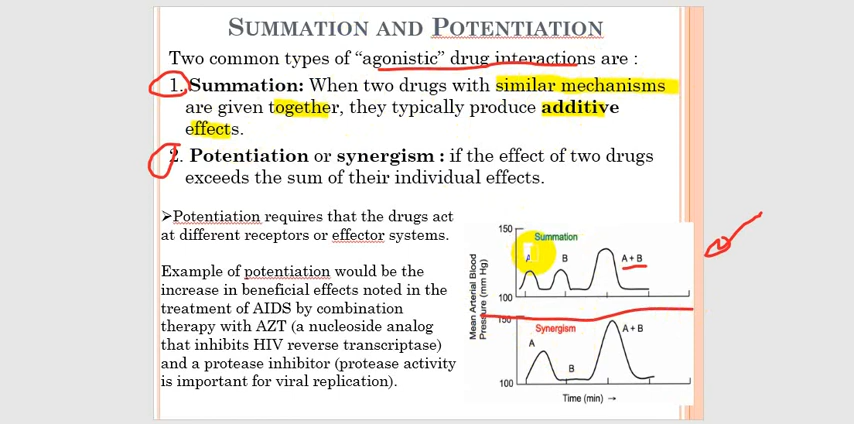 SUMMATION AND POTENTIATION
Two common types of “agonistic” drug interactions are :
1. Summation: When two drugs with similar mechanisms
are given together, they typically produce additive
effects.
2. Potentiation or synergism : if the effect of two drugs
exceeds the sum of their individual effects.
➢Potentiation requires that the drugs act
at different receptors or effector systems.
Example of potentiation would be the
increase in beneficial effects noted in the
treatment of AIDS by combination
therapy with AZT (a nucleoside analog
that inhibits HIV reverse transcriptase)
and a protease inhibitor (protease activity
is important for viral replication).
Mean Arterial Blood
Pressure (mm Hg)
150
Summation
A
B
A + B
100
150
Synergism
A + B
A
B
100
Time (min) →